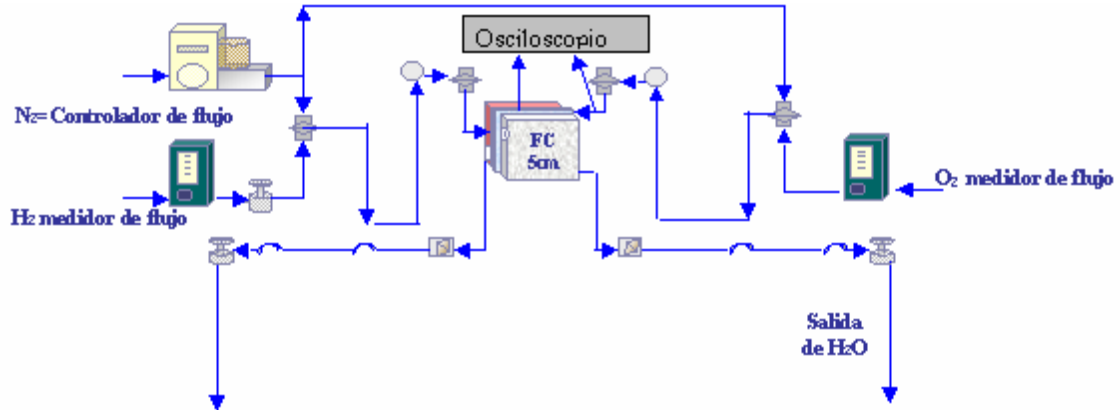 Osciloscopio
N₂= Controlador de flujo
FC
5cm
H₂ medidor de flujo
O₂ medidor de flujo
Salida
de H₂O